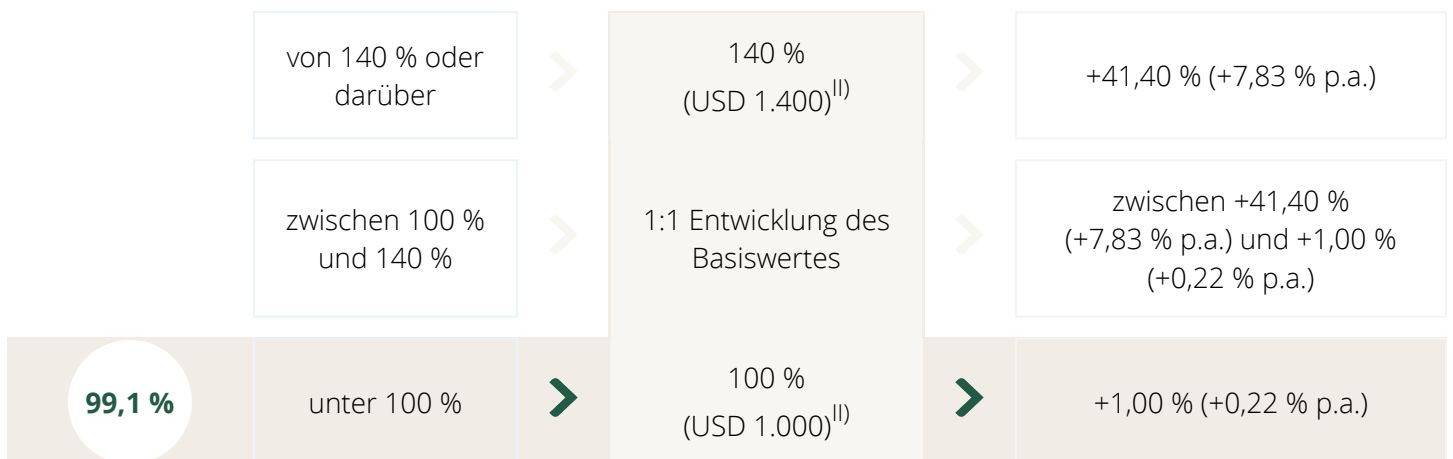 von 140 % oder
darüber
140 %
(USD 1.400)II)
+41,40 % (+7,83 % p.a.)
zwischen 100 %
und 140 %
1:1 Entwicklung des
Basiswertes
zwischen +41,40 %
(+7,83 % p.a.) und +1,00 %
(+0,22 % p.a.)
99,1 %
unter 100 %
100 %
(USD 1.000)II)
+1,00 % (+0,22 % p.a.)